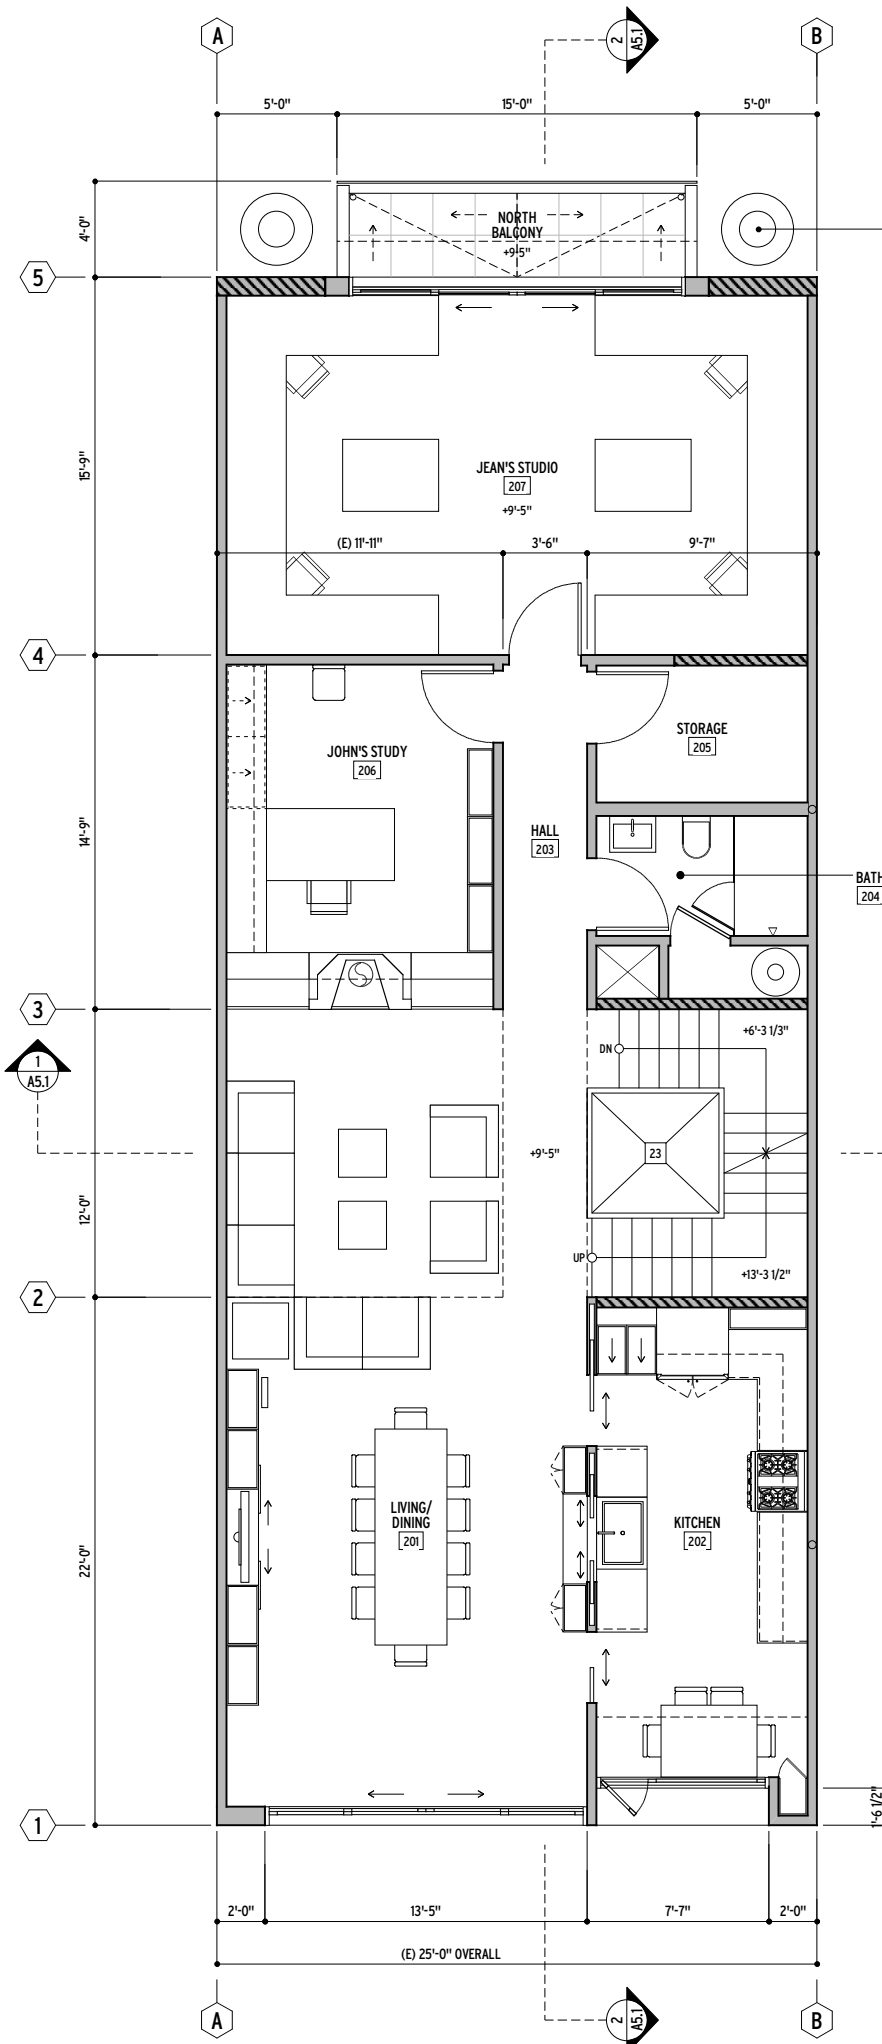 A
2
A5.1
B
5'-0"
15'-0"
5'-0"
4'-0"
NORTH
BALCONY
+9-5"
5
15'-9"
JEAN'S STUDIO
207
+9'-5"
(E) 11'-11"
3'-6"
9'-7"
4
STORAGE
205
JOHN'S STUDY
206
14'-9"
HALL
203
BATH
204
3
+6'-3 1/3"
DN
1
A5.1
+9'-5"
23
12'-0"
UP
+13'-3 1/2"
2
LIVING/
DINING
201
KITCHEN
202
22'-0"
1'-6 1/2"
1
2'-0"
13'-5"
7'-7"
2'-0"
(E) 25'-0" OVERALL
A
2
A5.1
B